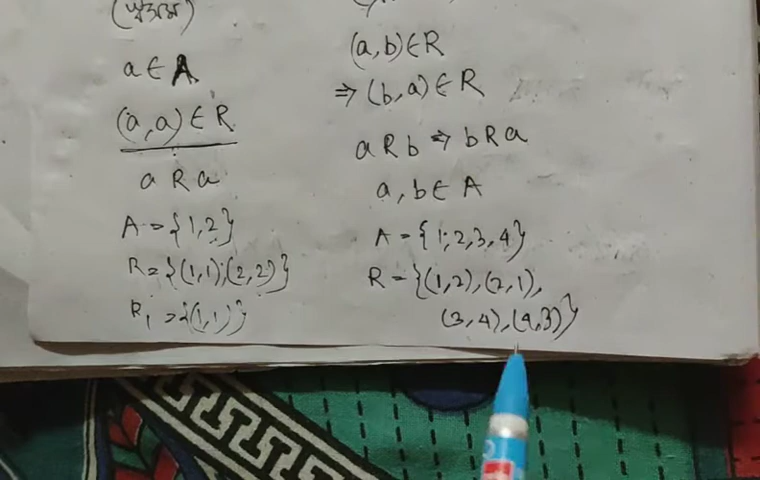 a ∈ A
(a,a) ∈ R
a R a
A = {1,2}
R = {(1,1),(2,2)}
R₁ = {(1,1)}
(a,b) ∈ R
⇒ (b,a) ∈ R
a R b ⇒ b R a
a, b ∈ A
A = {1,2,3,4}
R = {(1,2),(2,1),
(3,4),(4,3)}